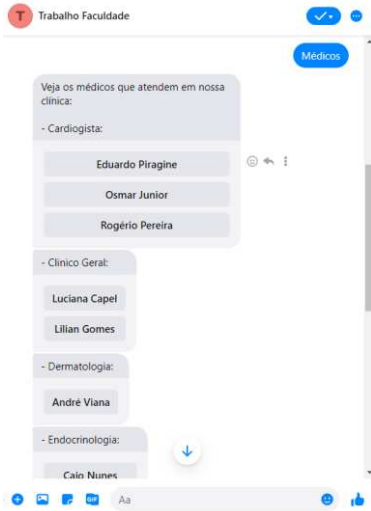 T
Trabalho Faculdade
Médicos
Veja os médicos que atendem em nossa
clínica:
- Cardiogista:
Eduardo Piragine
Osmar Junior
Rogério Pereira
- Clinico Geral:
Luciana Capel
Lilian Gomes
- Dermatologia:
André Viana
- Endocrinologia:
Caio Nunes
GIF
Aa